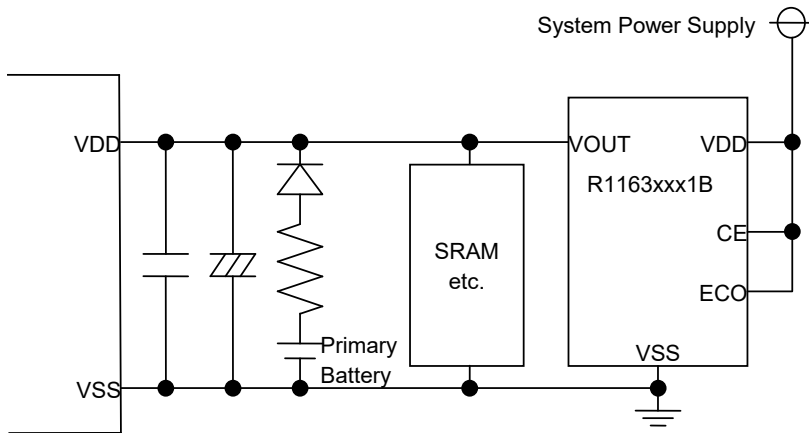 System Power Supply
VDD
VOUT
VDD
R1163xxx1B
CE
SRAM
etc.
ECO
Primary
Battery
VSS
VSS